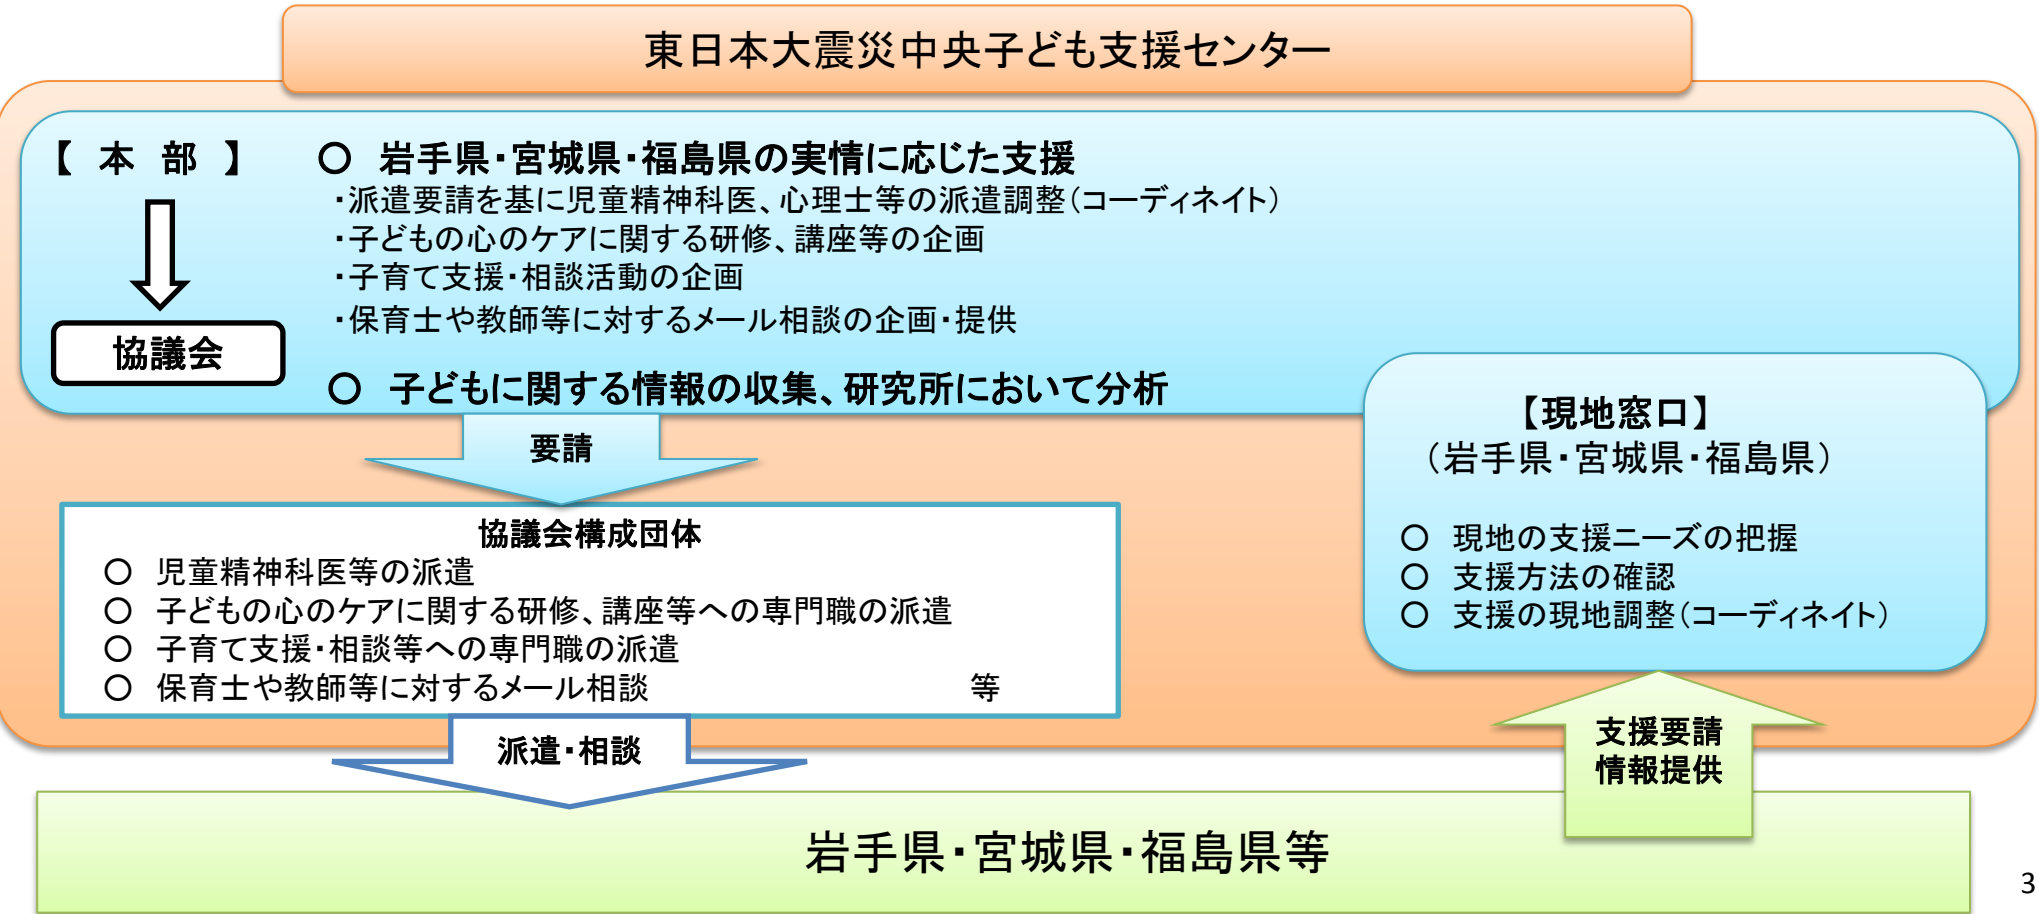 東日本大震災中央子ども支援センター
【 本 部 】
○ 岩手県・宮城県・福島県の実情に応じた支援
・派遣要請を基に児童精神科医、心理士等の派遣調整（コーディネイト）
・子どもの心のケアに関する研修、講座等の企画
・子育て支援・相談活動の企画
・保育士や教師等に対するメール相談の企画・提供
協議会
○ 子どもに関する情報の収集、研究所において分析
要請
【現地窓口】
（岩手県・宮城県・福島県）
○ 現地の支援ニーズの把握
○ 支援方法の確認
○ 支援の現地調整（コーディネイト）
協議会構成団体
○ 児童精神科医等の派遣
○ 子どもの心のケアに関する研修、講座等への専門職の派遣
○ 子育て支援・相談等への専門職の派遣
○ 保育士や教師等に対するメール相談 等
派遣・相談
支援要請
情報提供
岩手県・宮城県・福島県等
3